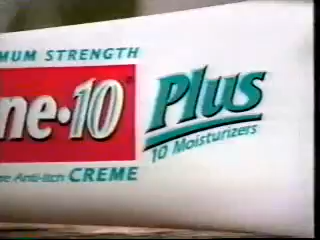 MUM STRENGTH
ne·10® Plus
10 Moisturizers
Anti-Itch CREME